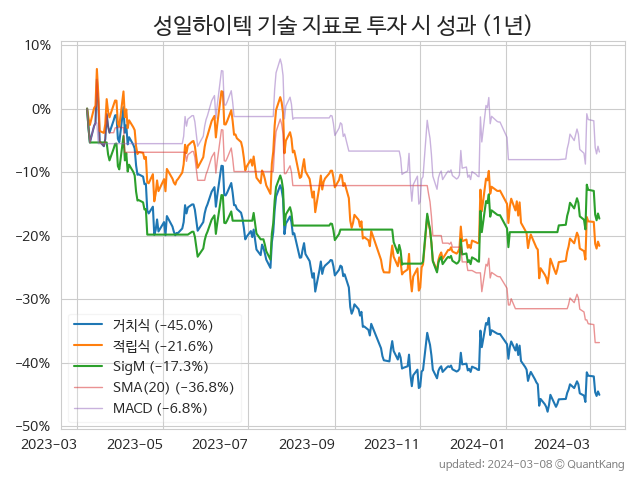 성일하이텍 기술 지표로 투자 시 성과 (1년)
10%
0%
−10%
−20%
−30%
−40%
−50%
거치식 (−45.0%)
적립식 (−21.6%)
SigM (−17.3%)
SMA(20) (−36.8%)
MACD (−6.8%)
2023−03
2023−05
2023−07
2023−09
2023−11
2024−01
2024−03
updated: 2024−03−08 © QuantKang